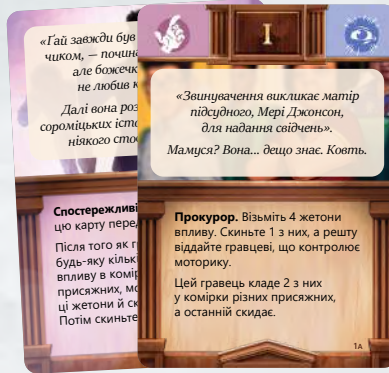 «Гай завжди був
чиком, — почина
але божечк
не любив
Далі вона роз
сороміцьких істо
ніякого сто
Спостережливі
цю карту перед
Після того як г
будь-яку кількі
впливу в комір
присяжних, мо
ці жетони й ск
Потім скиньте
I
«Звинувачення викликає матір
підсудного, Мері Джонсон,
для надання свідчень».
Мамуся? Вона... дещо знає. Ковть.
Прокурор. Візьміть 4 жетони
впливу. Скиньте 1 з них, а решту
віддайте гравцеві, що контролює
моторику.
Цей гравець кладе 2 з них
у комірки різних присяжних,
а останній скидає.
1A